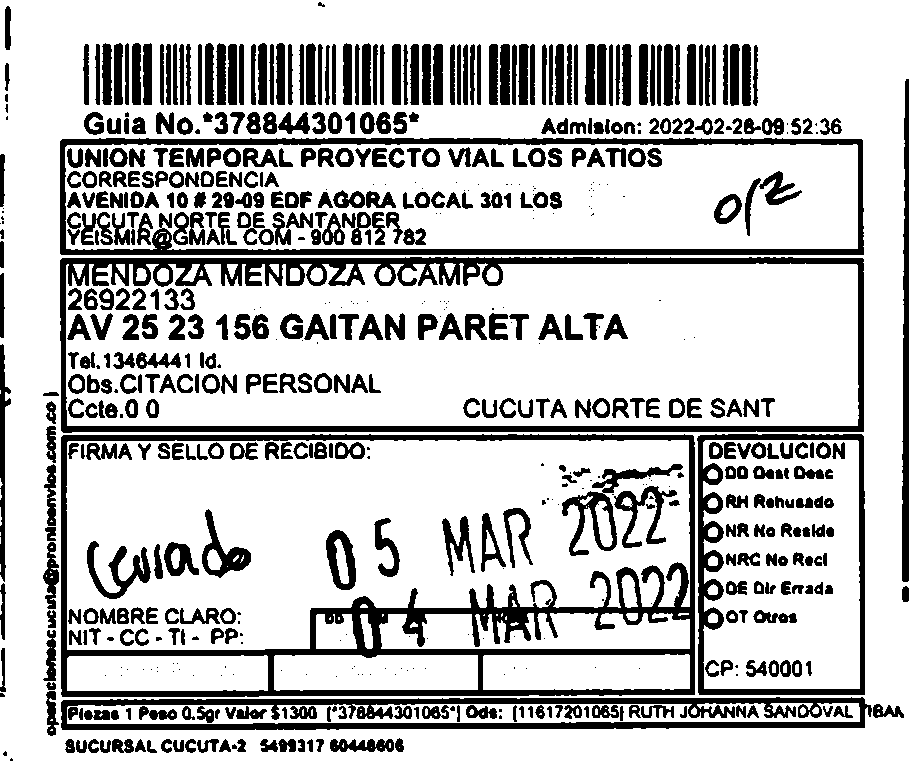 Guia No.*378844301065*
Admision: 2022-02-28-09:52:36
UNION TEMPORAL PROYECTO VIAL LOS PATIOS
CORRESPONDENCIA
AVENIDA 10 # 29-09 EDF AGORA LOCAL 301 LOS
CUCUTA NORTE DE SANTANDER
YEISMIR@GMAIL COM - 900 812 782
0/2
MENDOZA MENDOZA OCAMPO
26922133
AV 25 23 156 GAITAN PARET ALTA
Tel.13464441 Id.
Obs.CITACION PERSONAL
Ccte.0 0
CUCUTA NORTE DE SANT
operacionescucuta@prontoenvios.com.co
FIRMA Y SELLO DE RECIBIDO:
Cerrado
05 MAR 2022
04 MAR 2022
NOMBRE CLARO:
NIT - CC - TI - PP:
DEVOLUCION
DD Dest Desc
RH Rehusado
NR No Reside
NRC No Recl
DE Dir Errada
OT Otros
CP: 540001
Piezas 1 Peso 0.5gr Valor $1300 (*378844301065*) Ods: (11617201065) RUTH JOHANNA SANDOVAL
SUCURSAL CUCUTA-2 5499317 60448606